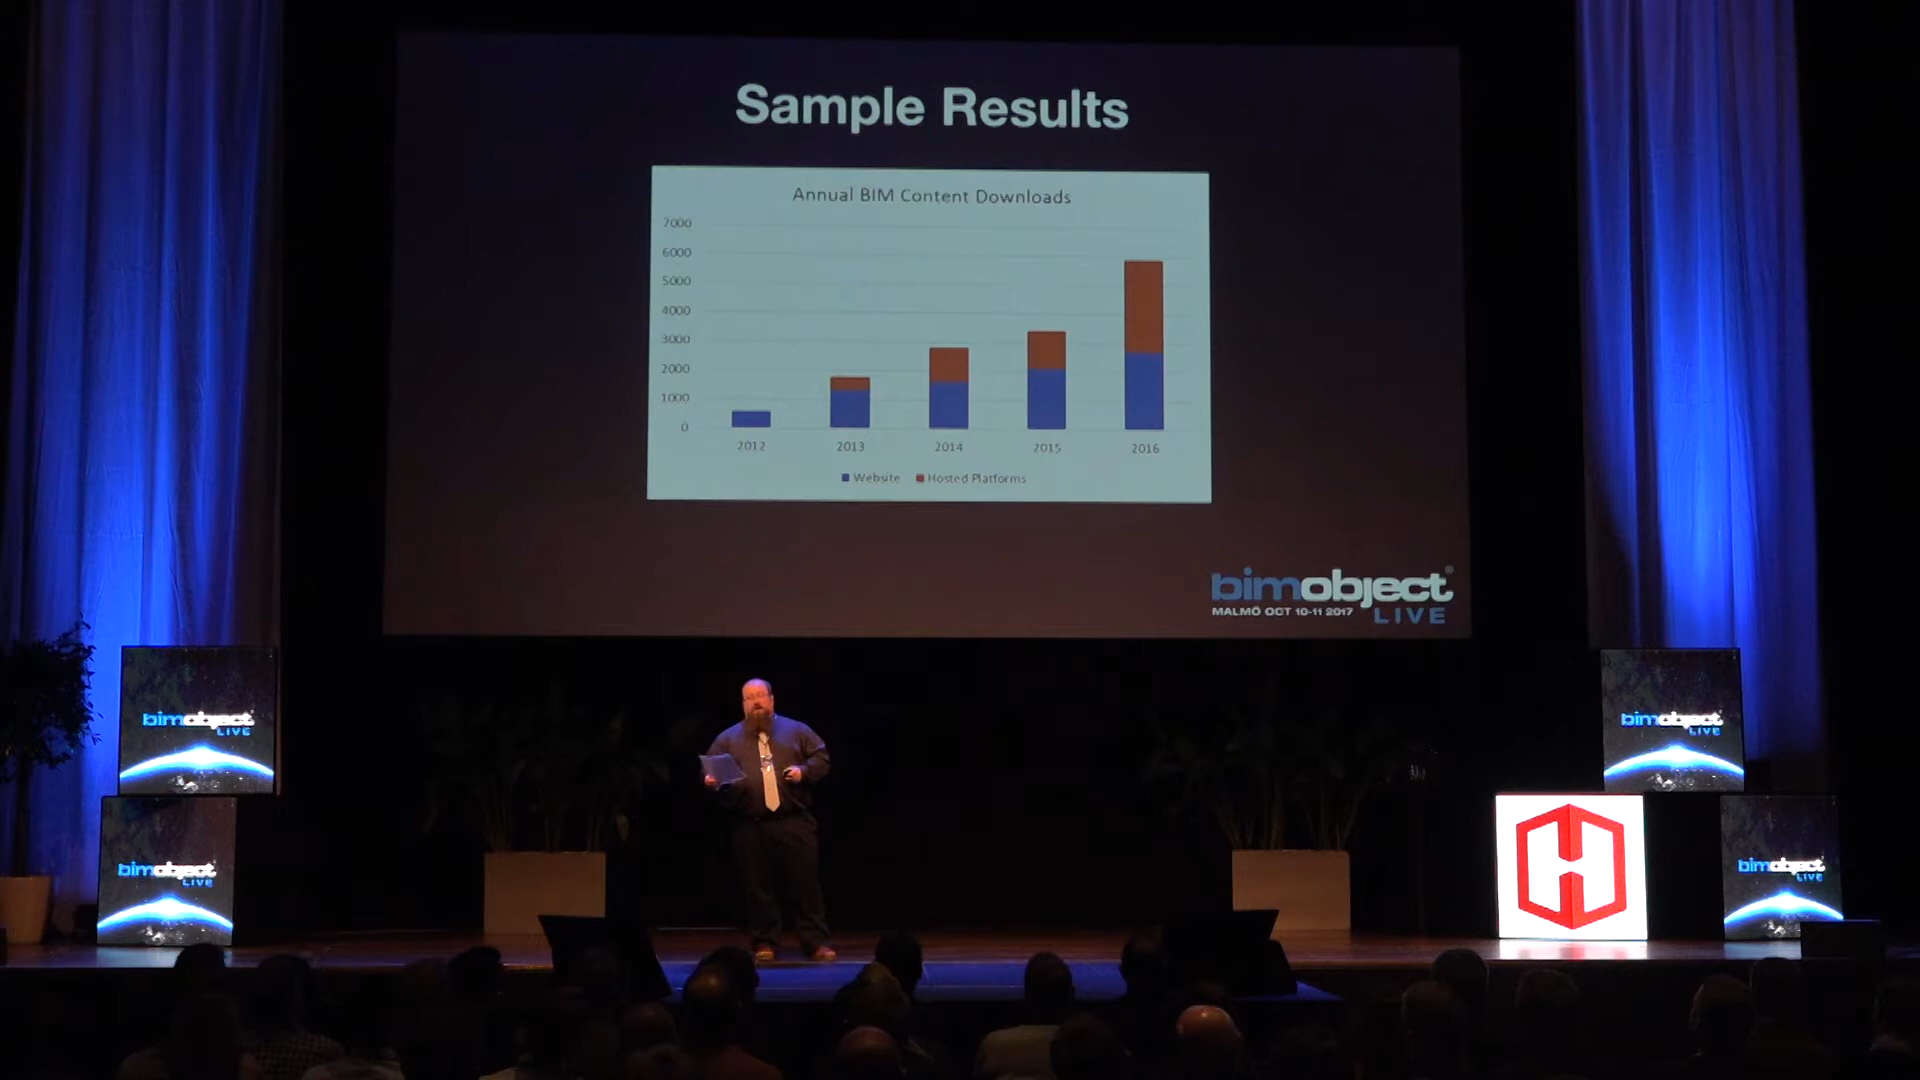 Sample Results
Annual BIM Content Downloads
7000
6000
5000
4000
3000
2000
1000
0
2012 2013 2014 2015 2016
Website Hosted Platforms
bimobject®
MALMÖ OCT 10-11 2017 LIVE
bimobject
LIVE
bimobject
LIVE
bimobject
LIVE
bimobject
LIVE